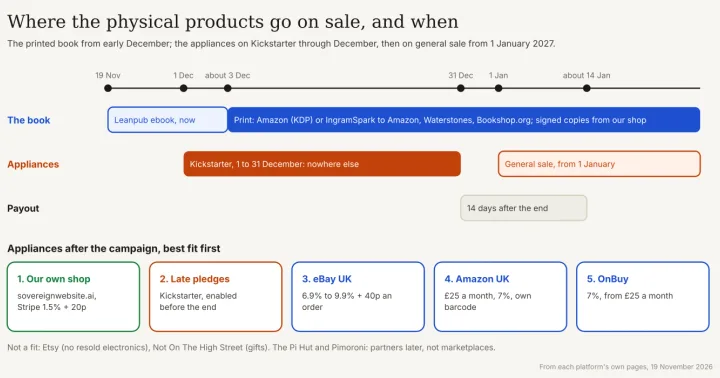 Where the physical products go on sale, and when
The printed book from early December; the appliances on Kickstarter through December, then on general sale from 1 January 2027.
19 Nov
1 Dec
about 3 Dec
31 Dec
1 Jan
about 14 Jan
The book
Leanpub ebook, now
Print: Amazon (KDP) or IngramSpark to Amazon, Waterstones, Bookshop.org; signed copies from our shop
Appliances
Kickstarter, 1 to 31 December: nowhere else
General sale, from 1 January
Payout
14 days after the end
Appliances after the campaign, best fit first
1. Our own shop
sovereignwebsite.ai,
Stripe 1.5% + 20p
2. Late pledges
Kickstarter, enabled
before the end
3. eBay UK
6.9% to 9.9% + 40p an
order
4. Amazon UK
£25 a month, 7%, own
barcode
5. OnBuy
7%, from £25 a month
Not a fit: Etsy (no resold electronics), Not On The High Street (gifts). The Pi Hut and Pimoroni: partners later, not marketplaces.
From each platform's own pages, 19 November 2026